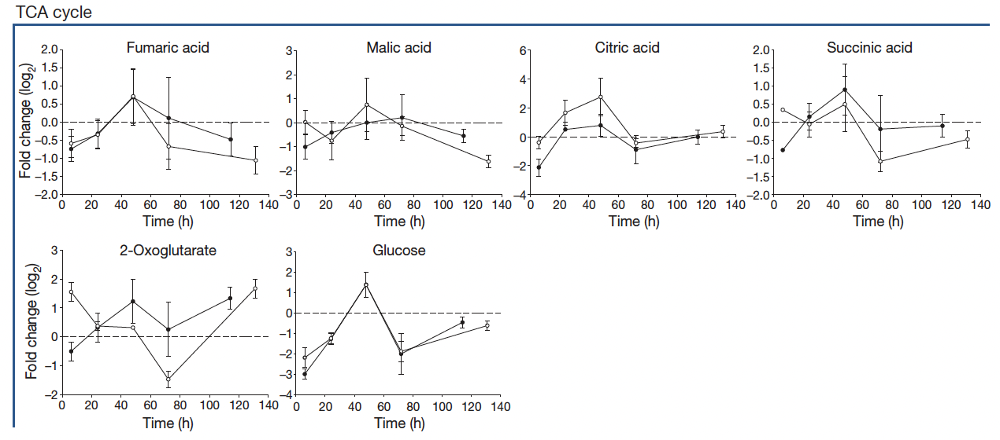 TCA cycle
Fumaric acid
Fold change (log2)
2.0
1.5
1.0
0.5
0.0
–0.5
–1.0
–1.5
–2.0
0 20 40 60 80 100 120 140
Time (h)
Malic acid
3
2
1
0
–1
–2
–3
0 20 40 60 80 100 120 140
Time (h)
Citric acid
6
4
2
0
–2
–4
0 20 40 60 80 100 120 140
Time (h)
Succinic acid
2.0
1.5
1.0
0.5
0.0
–0.5
–1.0
–1.5
–2.0
0 20 40 60 80 100 120 140
Time (h)
2-Oxoglutarate
Fold change (log2)
3
2
1
0
–1
–2
0 20 40 60 80 100 120 140
Time (h)
Glucose
3
2
1
0
–1
–2
–3
–4
0 20 40 60 80 100 120 140
Time (h)